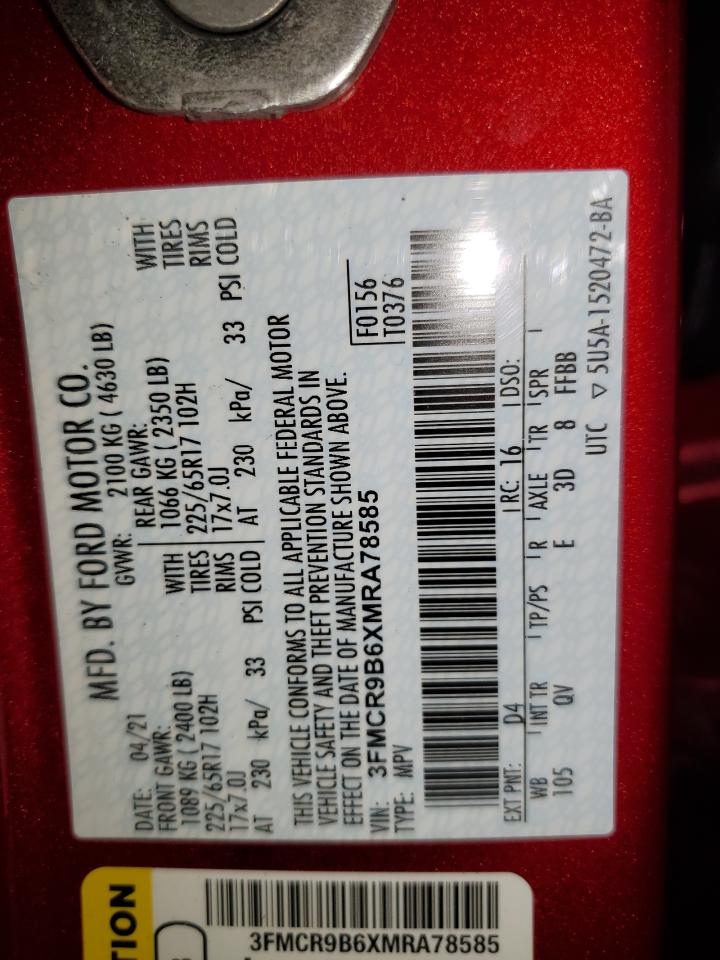 MFD. BY FORD MOTOR CO.
DATE: 04/21 GVWR: 2100 KG ( 4630 LB)
FRONT GAWR: REAR GAWR:
1089 KG ( 2400 LB) WITH 1066 KG ( 2350 LB) WITH
225/65R17 102H TIRES 225/65R17 102H TIRES
17x7.0J RIMS 17x7.0J RIMS
AT 230 kPa/ 33 PSI COLD AT 230 kPa/ 33 PSI COLD
THIS VEHICLE CONFORMS TO ALL APPLICABLE FEDERAL MOTOR
VEHICLE SAFETY AND THEFT PREVENTION STANDARDS IN
EFFECT ON THE DATE OF MANUFACTURE SHOWN ABOVE.
VIN: 3FMCR9B6XMRA78585 F0156
TYPE: MPV T0376
EXT PNT: D4 RC: 16 DSO:
WB INT TR TP/PS R AXLE TR SPR
105 QV E 3D 8 FFBB
UTC ▽ 5U5A-1520472-BA
TION
3FMCR9B6XMRA78585